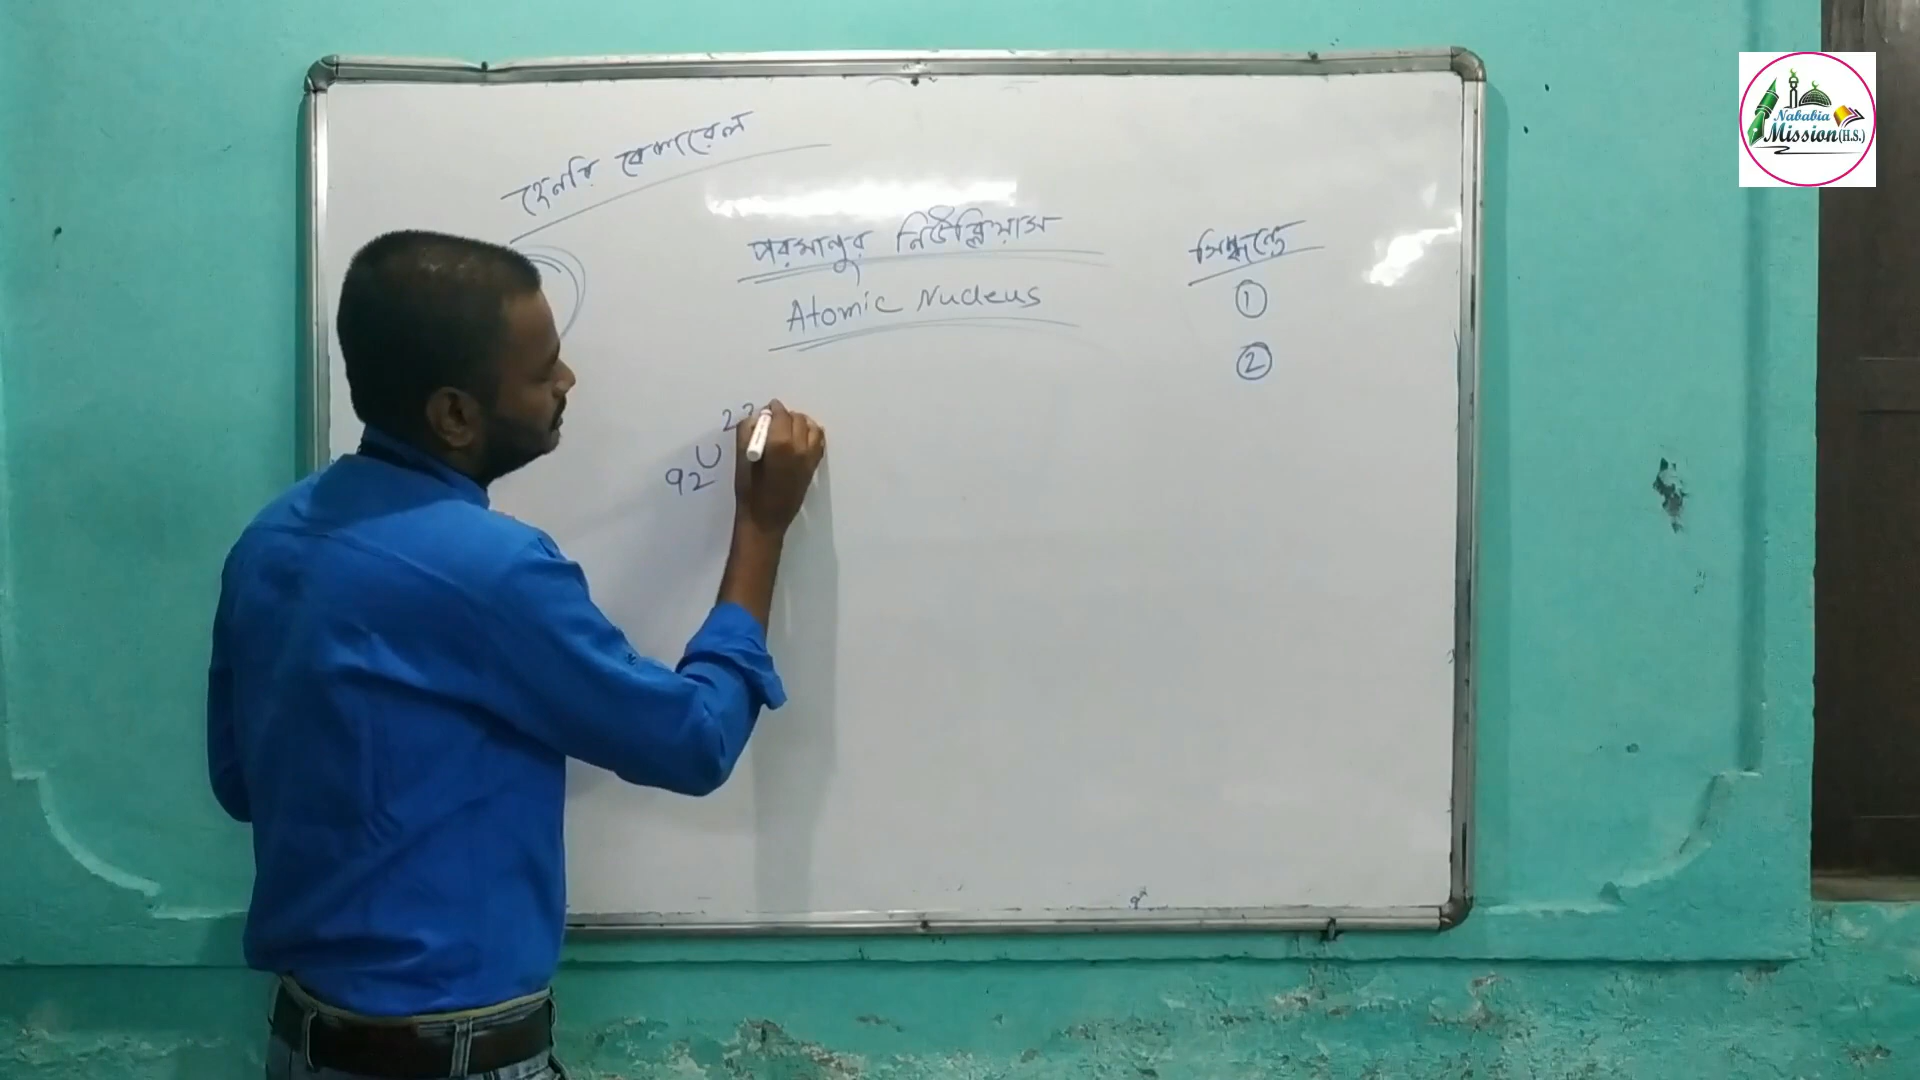 হেনরি বেকারেল
পরমাণুর নিউক্লিয়াস
Atomic Nucleus
সিদ্ধান্ত
①
②
92U
Nababia
Mission (H.S.)